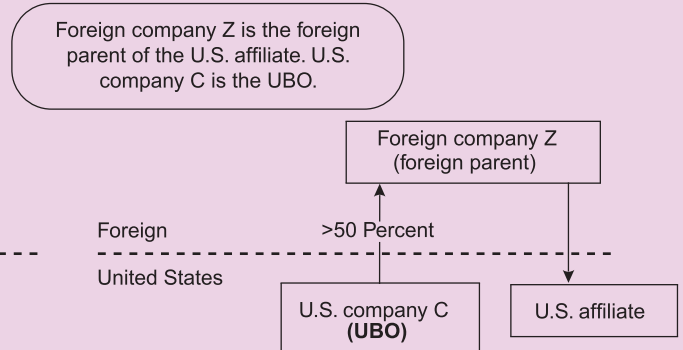 Foreign company Z is the foreign
parent of the U.S. affiliate. U.S.
company C is the UBO.
Foreign company Z
(foreign parent)
Foreign
>50 Percent
United States
U.S. company C
(UBO)
U.S. affiliate